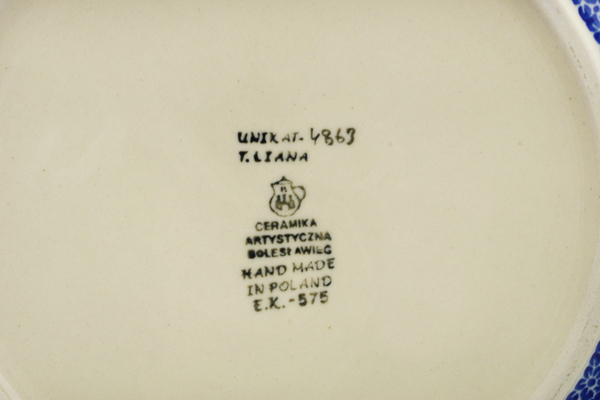 UNIKAT-4863
T.LIANA
CERAMIKA
ARTYSTYCZNA
BOLESŁAWIEC
HAND MADE
IN POLAND
E.K.-575